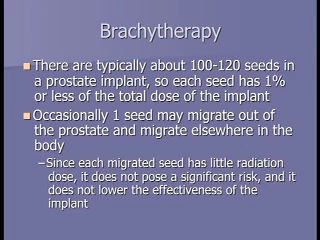 Brachytherapy
There are typically about 100-120 seeds in
a prostate implant, so each seed has 1%
or less of the total dose of the implant
Occasionally 1 seed may migrate out of
the prostate and migrate elsewhere in the
body
–Since each migrated seed has little radiation
dose, it does not pose a significant risk, and it
does not lower the effectiveness of the
implant